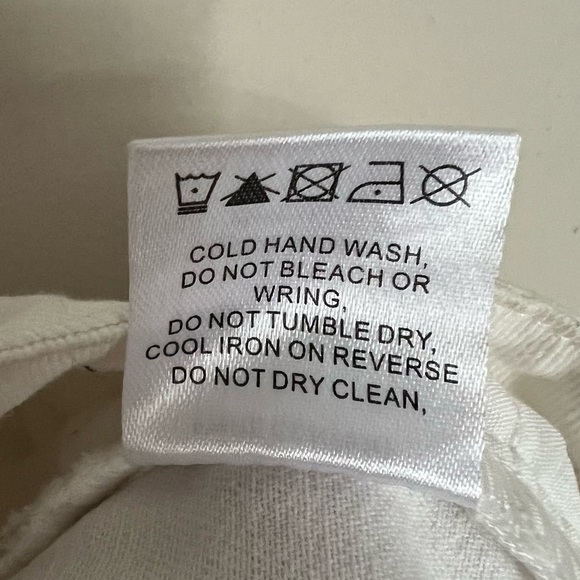 COLD HAND WASH,
DO NOT BLEACH OR
WRING,
DO NOT TUMBLE DRY,
COOL IRON ON REVERSE
DO NOT DRY CLEAN,